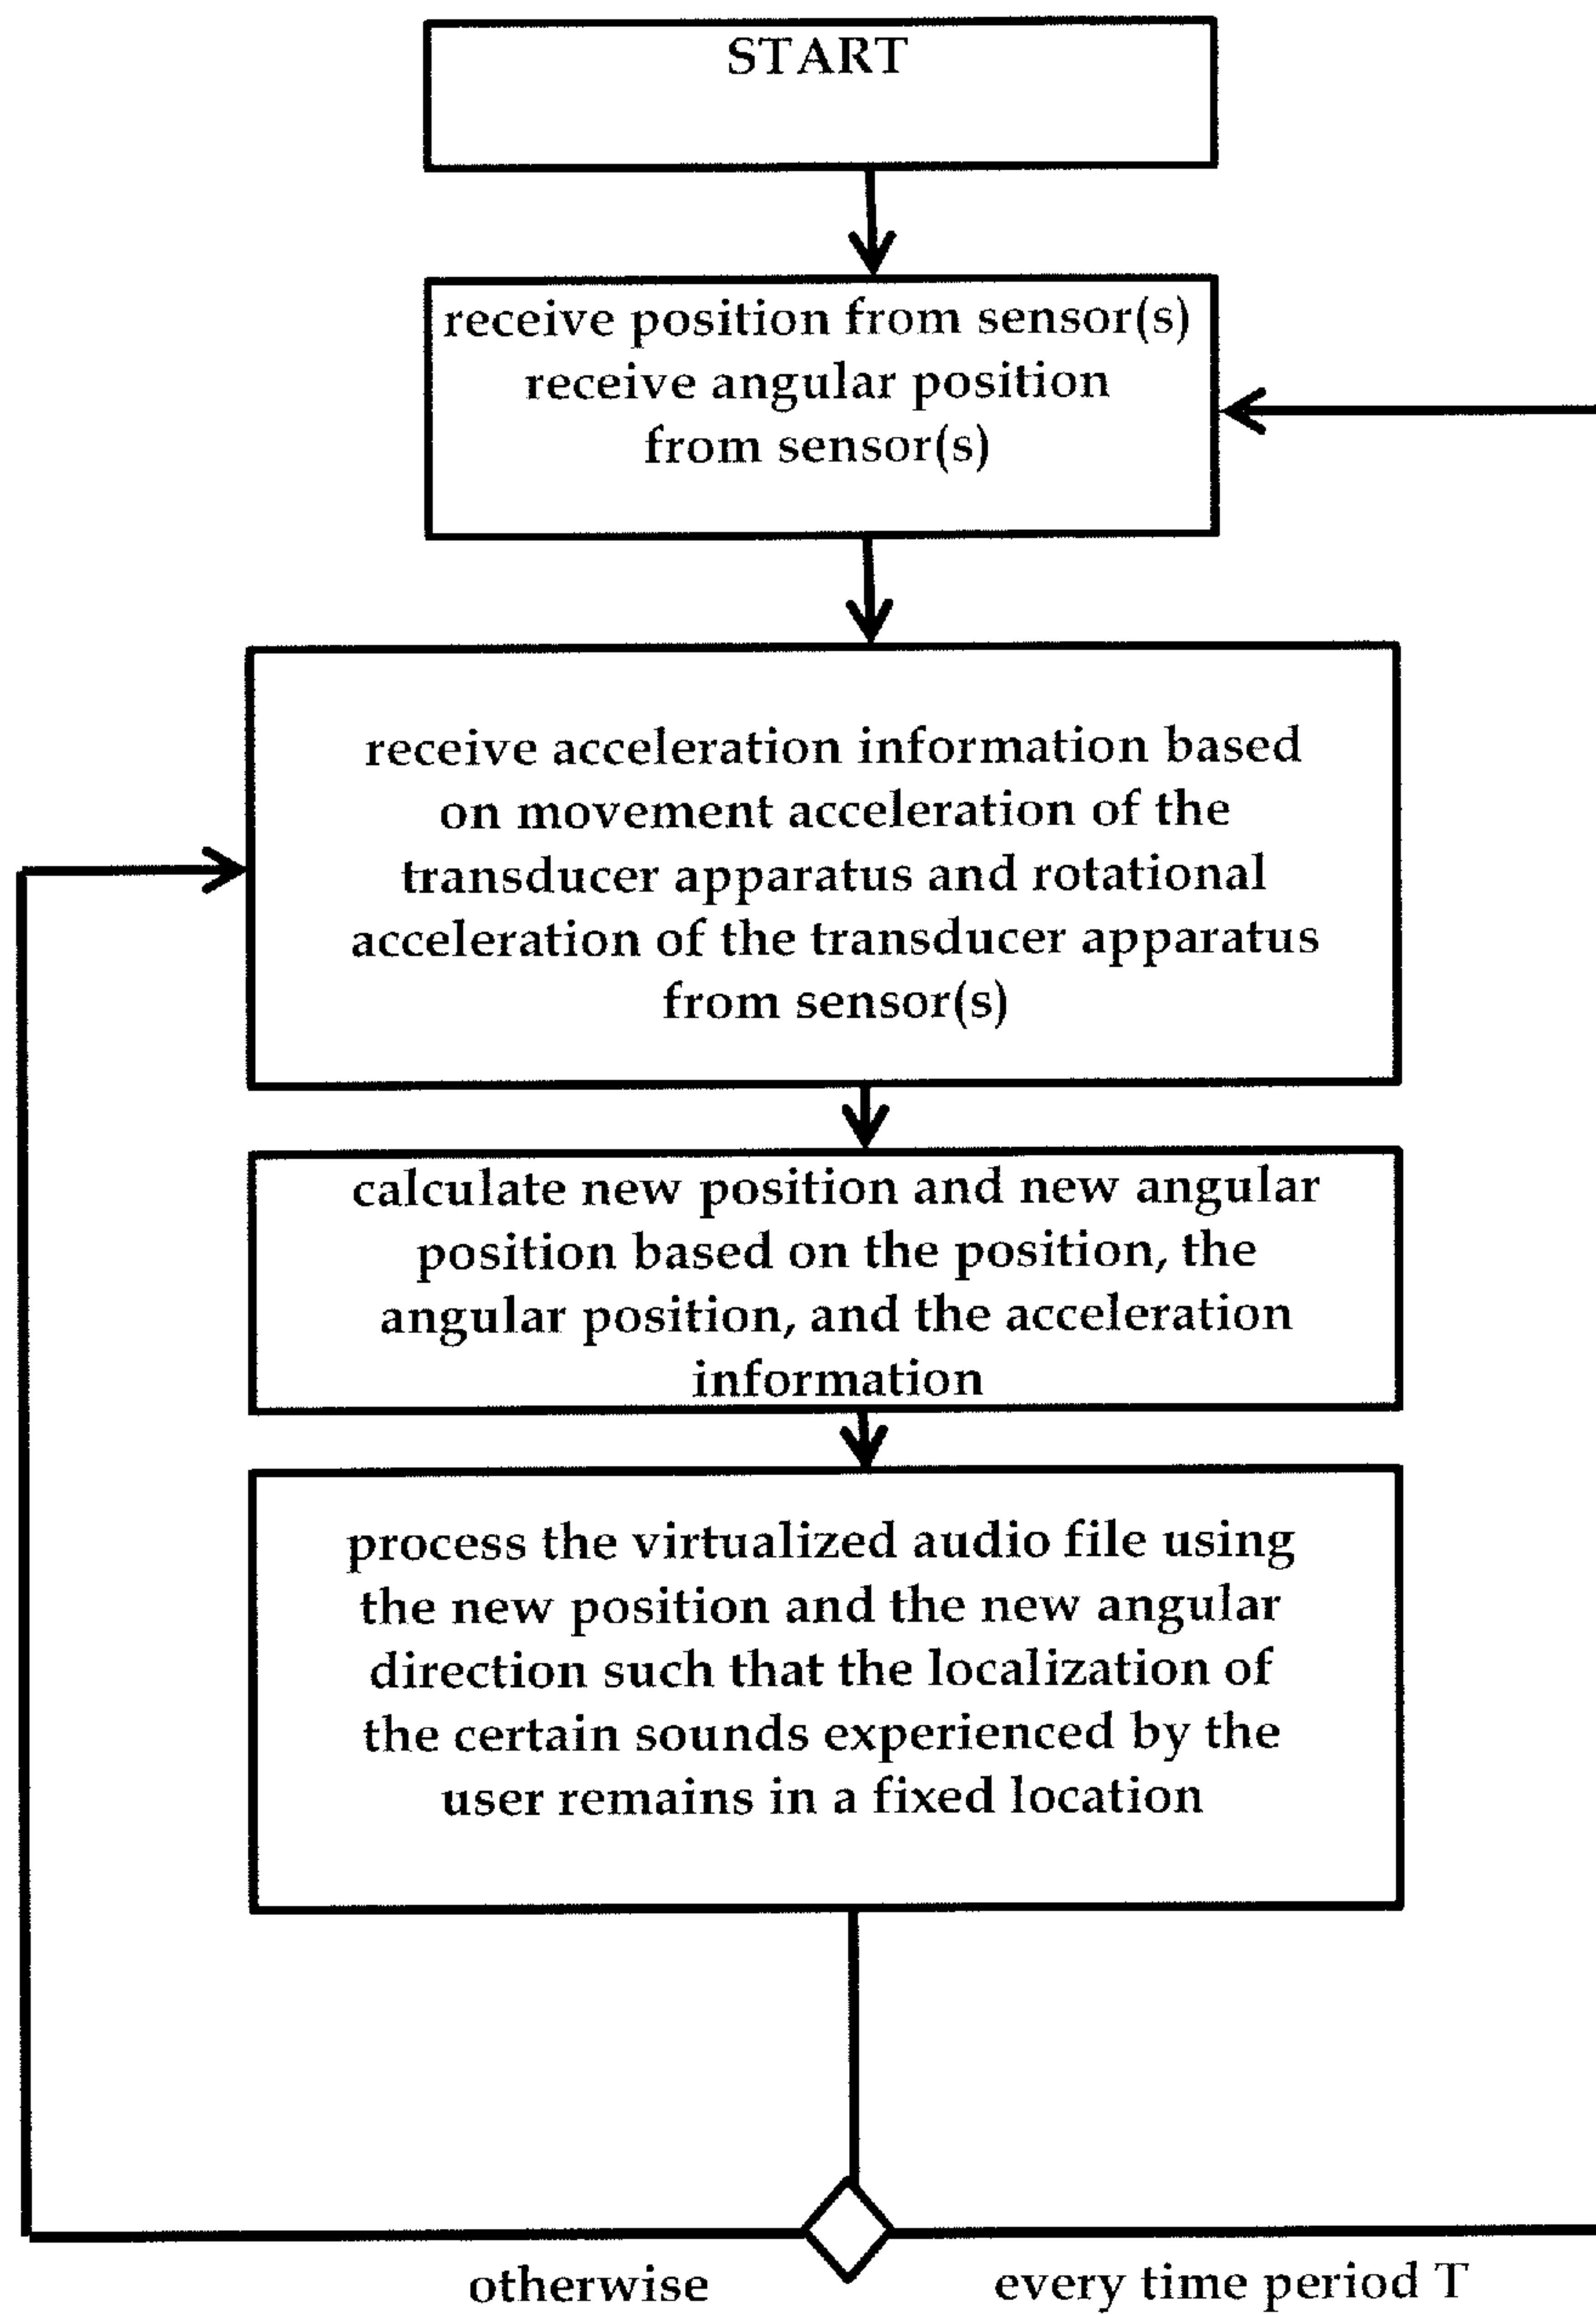 START
receive position from sensor(s)
receive angular position
from sensor(s)
receive acceleration information based
on movement acceleration of the
transducer apparatus and rotational
acceleration of the transducer apparatus
from sensor(s)
calculate new position and new angular
position based on the position, the
angular position, and the acceleration
information
process the virtualized audio file using
the new position and the new angular
direction such that the localization of
the certain sounds experienced by the
user remains in a fixed location
otherwise
every time period T